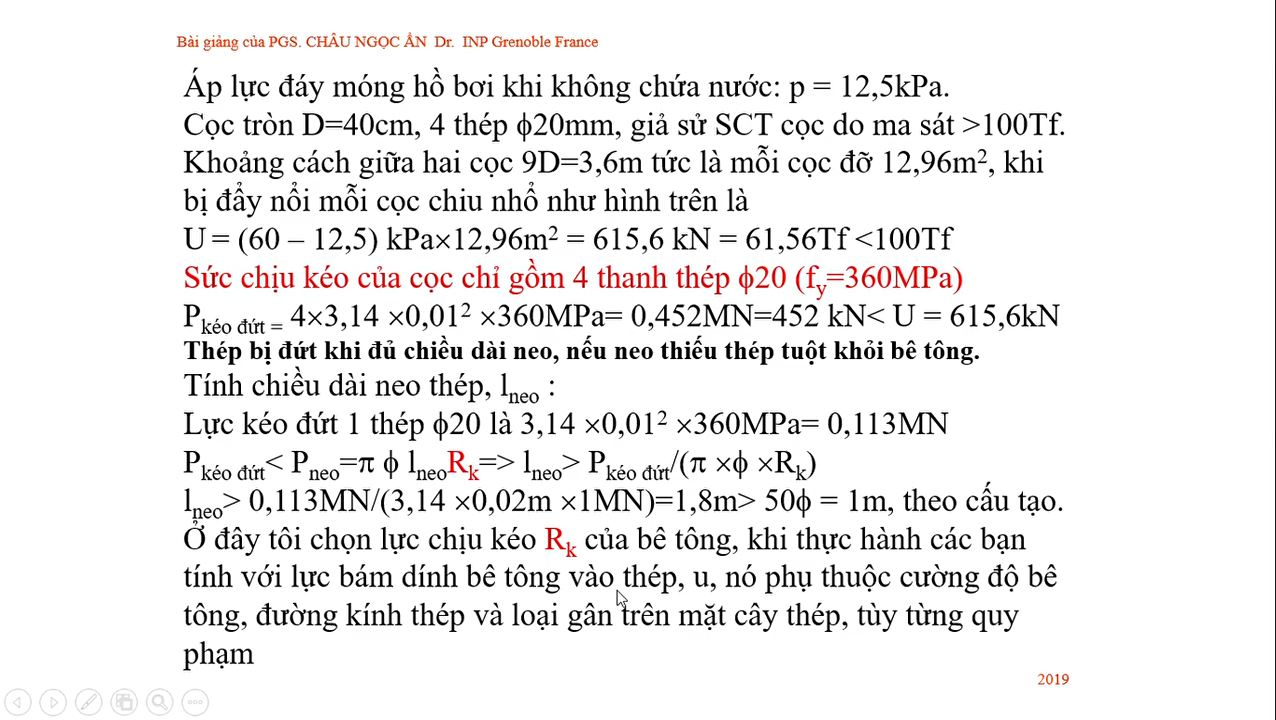 Bài giảng của PGS. CHÂU NGỌC ẨN Dr. INP Grenoble France
Áp lực đáy móng hồ bơi khi không chứa nước: p = 12,5kPa.
Cọc tròn D=40cm, 4 thép ϕ20mm, giả sử SCT cọc do ma sát >100Tf.
Khoảng cách giữa hai cọc 9D=3,6m tức là mỗi cọc đỡ 12,96m², khi
bị đẩy nổi mỗi cọc chiu nhổ như hình trên là
U = (60 – 12,5) kPa×12,96m² = 615,6 kN = 61,56Tf <100Tf
Sức chịu kéo của cọc chỉ gồm 4 thanh thép ϕ20 (fy=360MPa)
Pkéo đứt = 4×3,14 ×0,01² ×360MPa= 0,452MN=452 kN< U = 615,6kN
Thép bị đứt khi đủ chiều dài neo, nếu neo thiếu thép tuột khỏi bê tông.
Tính chiều dài neo thép, lneo :
Lực kéo đứt 1 thép ϕ20 là 3,14 ×0,01² ×360MPa= 0,113MN
Pkéo đứt< Pneo=π ϕ lneoRk=> lneo> Pkéo đứt/(π ×ϕ ×Rk)
lneo> 0,113MN/(3,14 ×0,02m ×1MN)=1,8m> 50ϕ = 1m, theo cấu tạo.
Ở đây tôi chọn lực chịu kéo Rk của bê tông, khi thực hành các bạn
tính với lực bám dính bê tông vào thép, u, nó phụ thuộc cường độ bê
tông, đường kính thép và loại gân trên mặt cây thép, tùy từng quy
phạm
2019